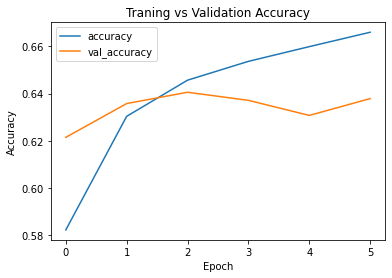 Traning vs Validation Accuracy
accuracy
val_accuracy
0.66
0.64
0.62
0.60
0.58
Accuracy
0 1 2 3 4 5
Epoch